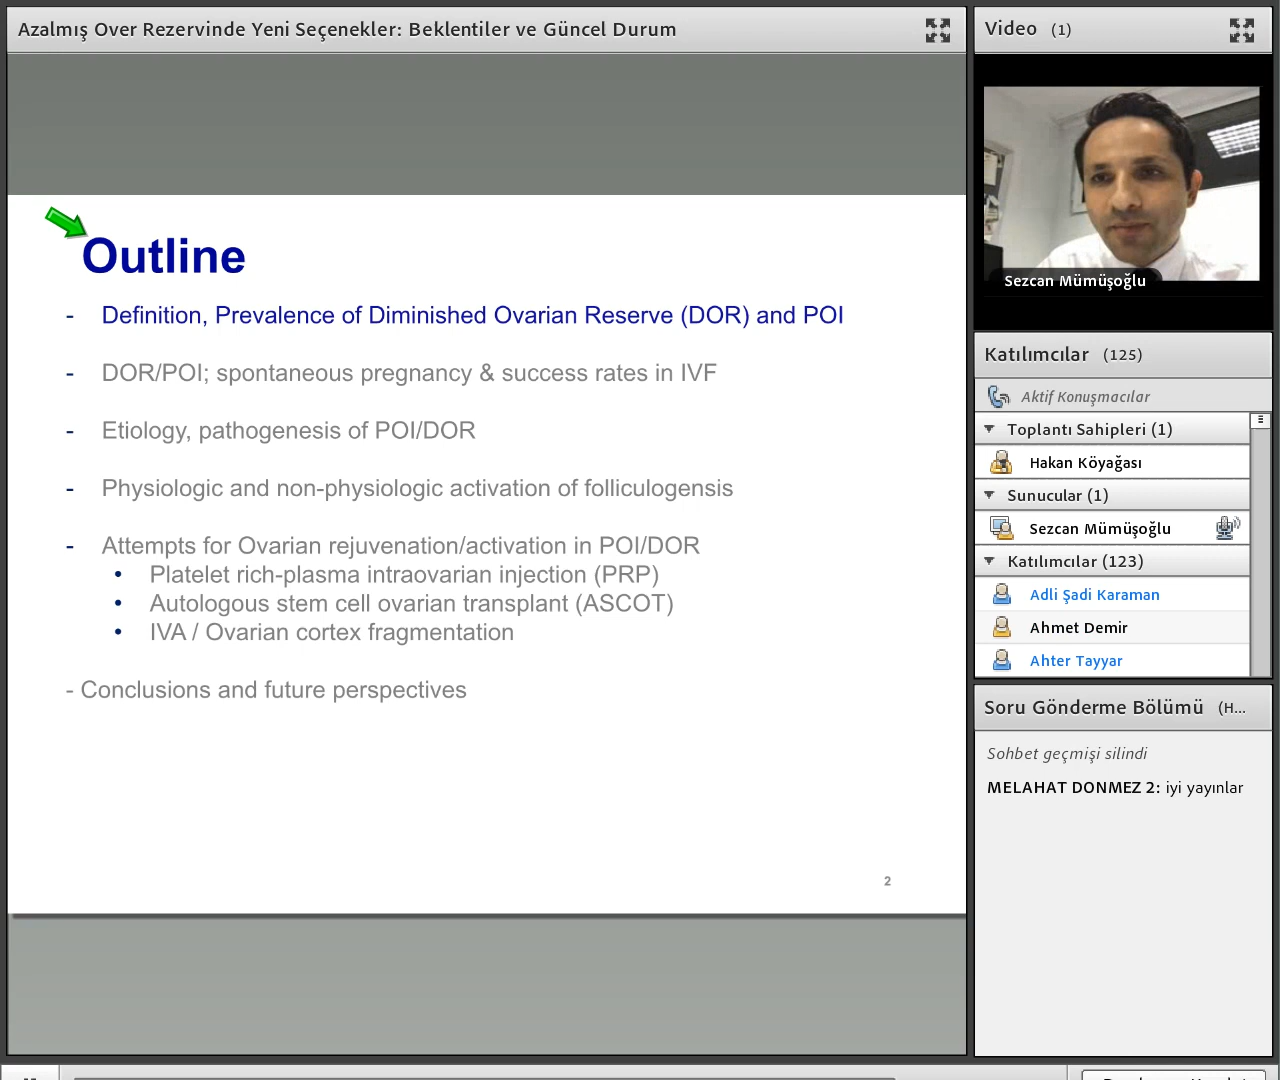 Azalmış Over Rezervinde Yeni Seçenekler: Beklentiler ve Güncel Durum
Outline
- Definition, Prevalence of Diminished Ovarian Reserve (DOR) and POI
- DOR/POI; spontaneous pregnancy & success rates in IVF
- Etiology, pathogenesis of POI/DOR
- Physiologic and non-physiologic activation of folliculogensis
- Attempts for Ovarian rejuvenation/activation in POI/DOR
• Platelet rich-plasma intraovarian injection (PRP)
• Autologous stem cell ovarian transplant (ASCOT)
• IVA / Ovarian cortex fragmentation
- Conclusions and future perspectives
2
Video (1)
Sezcan Mümüşoğlu
Katılımcılar (125)
Aktif Konuşmacılar
Toplantı Sahipleri (1)
Hakan Köyağası
Sunucular (1)
Sezcan Mümüşoğlu
Katılımcılar (123)
Adli Şadi Karaman
Ahmet Demir
Ahter Tayyar
Soru Gönderme Bölümü (H...
Sohbet geçmişi silindi
MELAHAT DONMEZ 2: iyi yayınlar